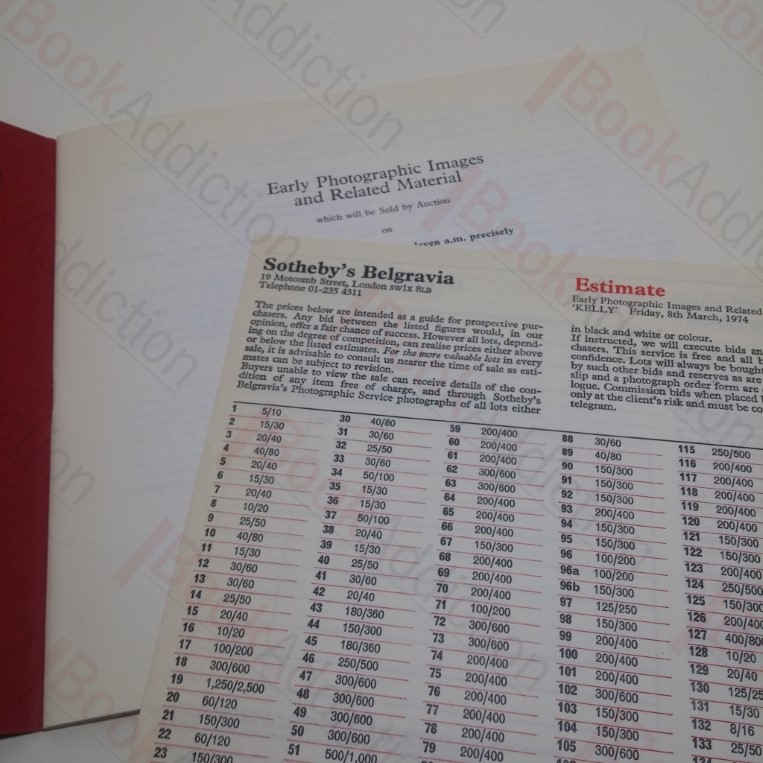 Early Photographic Images
and Related Material
which will be Sold by Auction
on
a.m. precisely
Sotheby's Belgravia
19 Motcomb Street, London SW1X 8LB
Telephone 01-235 4311
The prices below are intended as a guide for prospective pur-
chasers. Any bid between the listed figures would, in our
opinion, offer a fair chance of success. However all lots, depend-
ing on the degree of competition, can realise prices either above
or below the listed estimates. For the more valuable lots in every
sale, it is advisable to consult us nearer the time of sale as esti-
mates can be subject to revision.
Buyers unable to view the sale can receive details of the con-
dition of any item free of charge, and through Sotheby's
Belgravia's Photographic Service photographs of all lots either
Estimate
Early Photographic Images and Related
'KELLY' Friday, 8th March, 1974
in black and white or colour.
If instructed, we will execute bids an
chasers. This service is free and all b
confidence. Lots will always be bough
by such other bids and reserves as are
slip and a photograph order form are
logue. Commission bids when placed
only at the client's risk and must be co
telegram.
1 5/10
2 15/30
3 20/40
4 40/80
5 20/40
6 15/30
7 20/40
8 10/20
9 25/50
10 40/80
11 15/30
12 30/60
13 30/60
14 25/50
15 20/40
16 10/20
17 100/200
18 300/600
19 1,250/2,500
20 60/120
21 150/300
22 60/120
23 150/300
30 40/80
31 30/60
32 25/50
33 30/60
34 50/100
35 15/30
36 15/30
37 50/100
38 20/40
39 15/30
40 25/50
41 30/60
42 20/40
43 180/360
44 150/300
45 180/360
46 250/500
47 300/600
48 300/600
49 300/600
50 300/600
51 500/1,000
59 200/400
60 200/400
61 200/400
62 300/600
63 300/600
64 200/400
65 200/400
66 200/400
67 150/300
68 200/400
69 200/400
70 200/400
71 100/200
72 300/600
73 300/600
74 200/400
75 200/400
76 200/400
77 200/400
78 200/400
79 200/400
88 30/60
89 40/80
90 150/300
91 150/300
92 150/300
93 200/400
94 150/300
95 150/300
96 100/200
96a 100/200
96b 150/300
97 125/250
98 150/300
99 200/400
100 200/400
101 200/400
102 300/600
103 150/300
104 150/300
105 300/600
115 250/500
116 200/400
117 200/400
118 200/400
119 200/400
120 200/400
121 150/300
122 150/300
123 200/400
124 250/500
125 150/300
126 200/400
127 400/80
128 10/20
129 20/40
130 125/25
131 15/30
132 8/16
133 25/50
BookAddiction
BookAddiction
BookAddiction
BookAddiction